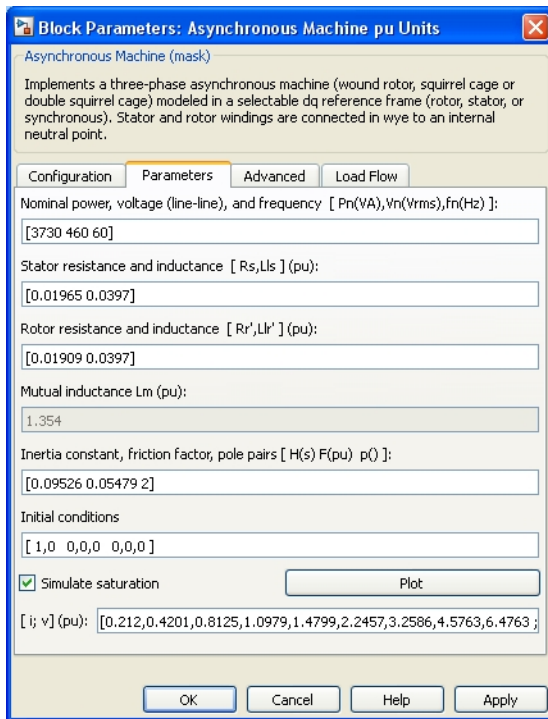 Block Parameters: Asynchronous Machine pu Units
Asynchronous Machine (mask)
Implements a three-phase asynchronous machine (wound rotor, squirrel cage or
double squirrel cage) modeled in a selectable dq reference frame (rotor, stator, or
synchronous). Stator and rotor windings are connected in wye to an internal
neutral point.
Configuration Parameters Advanced Load Flow
Nominal power, voltage (line-line), and frequency [ Pn(VA),Vn(Vrms),fn(Hz) ]:
[3730 460 60]
Stator resistance and inductance [ Rs,Lls ] (pu):
[0.01965 0.0397]
Rotor resistance and inductance [ Rr',Llr' ] (pu):
[0.01909 0.0397]
Mutual inductance Lm (pu):
1.354
Inertia constant, friction factor, pole pairs [ H(s) F(pu) p() ]:
[0.09526 0.05479 2]
Initial conditions
[ 1,0 0,0,0 0,0,0 ]
Simulate saturation Plot
[ i; v] (pu): [0.212,0.4201,0.8125,1.0979,1.4799,2.2457,3.2586,4.5763,6.4763 ;
OK Cancel Help Apply